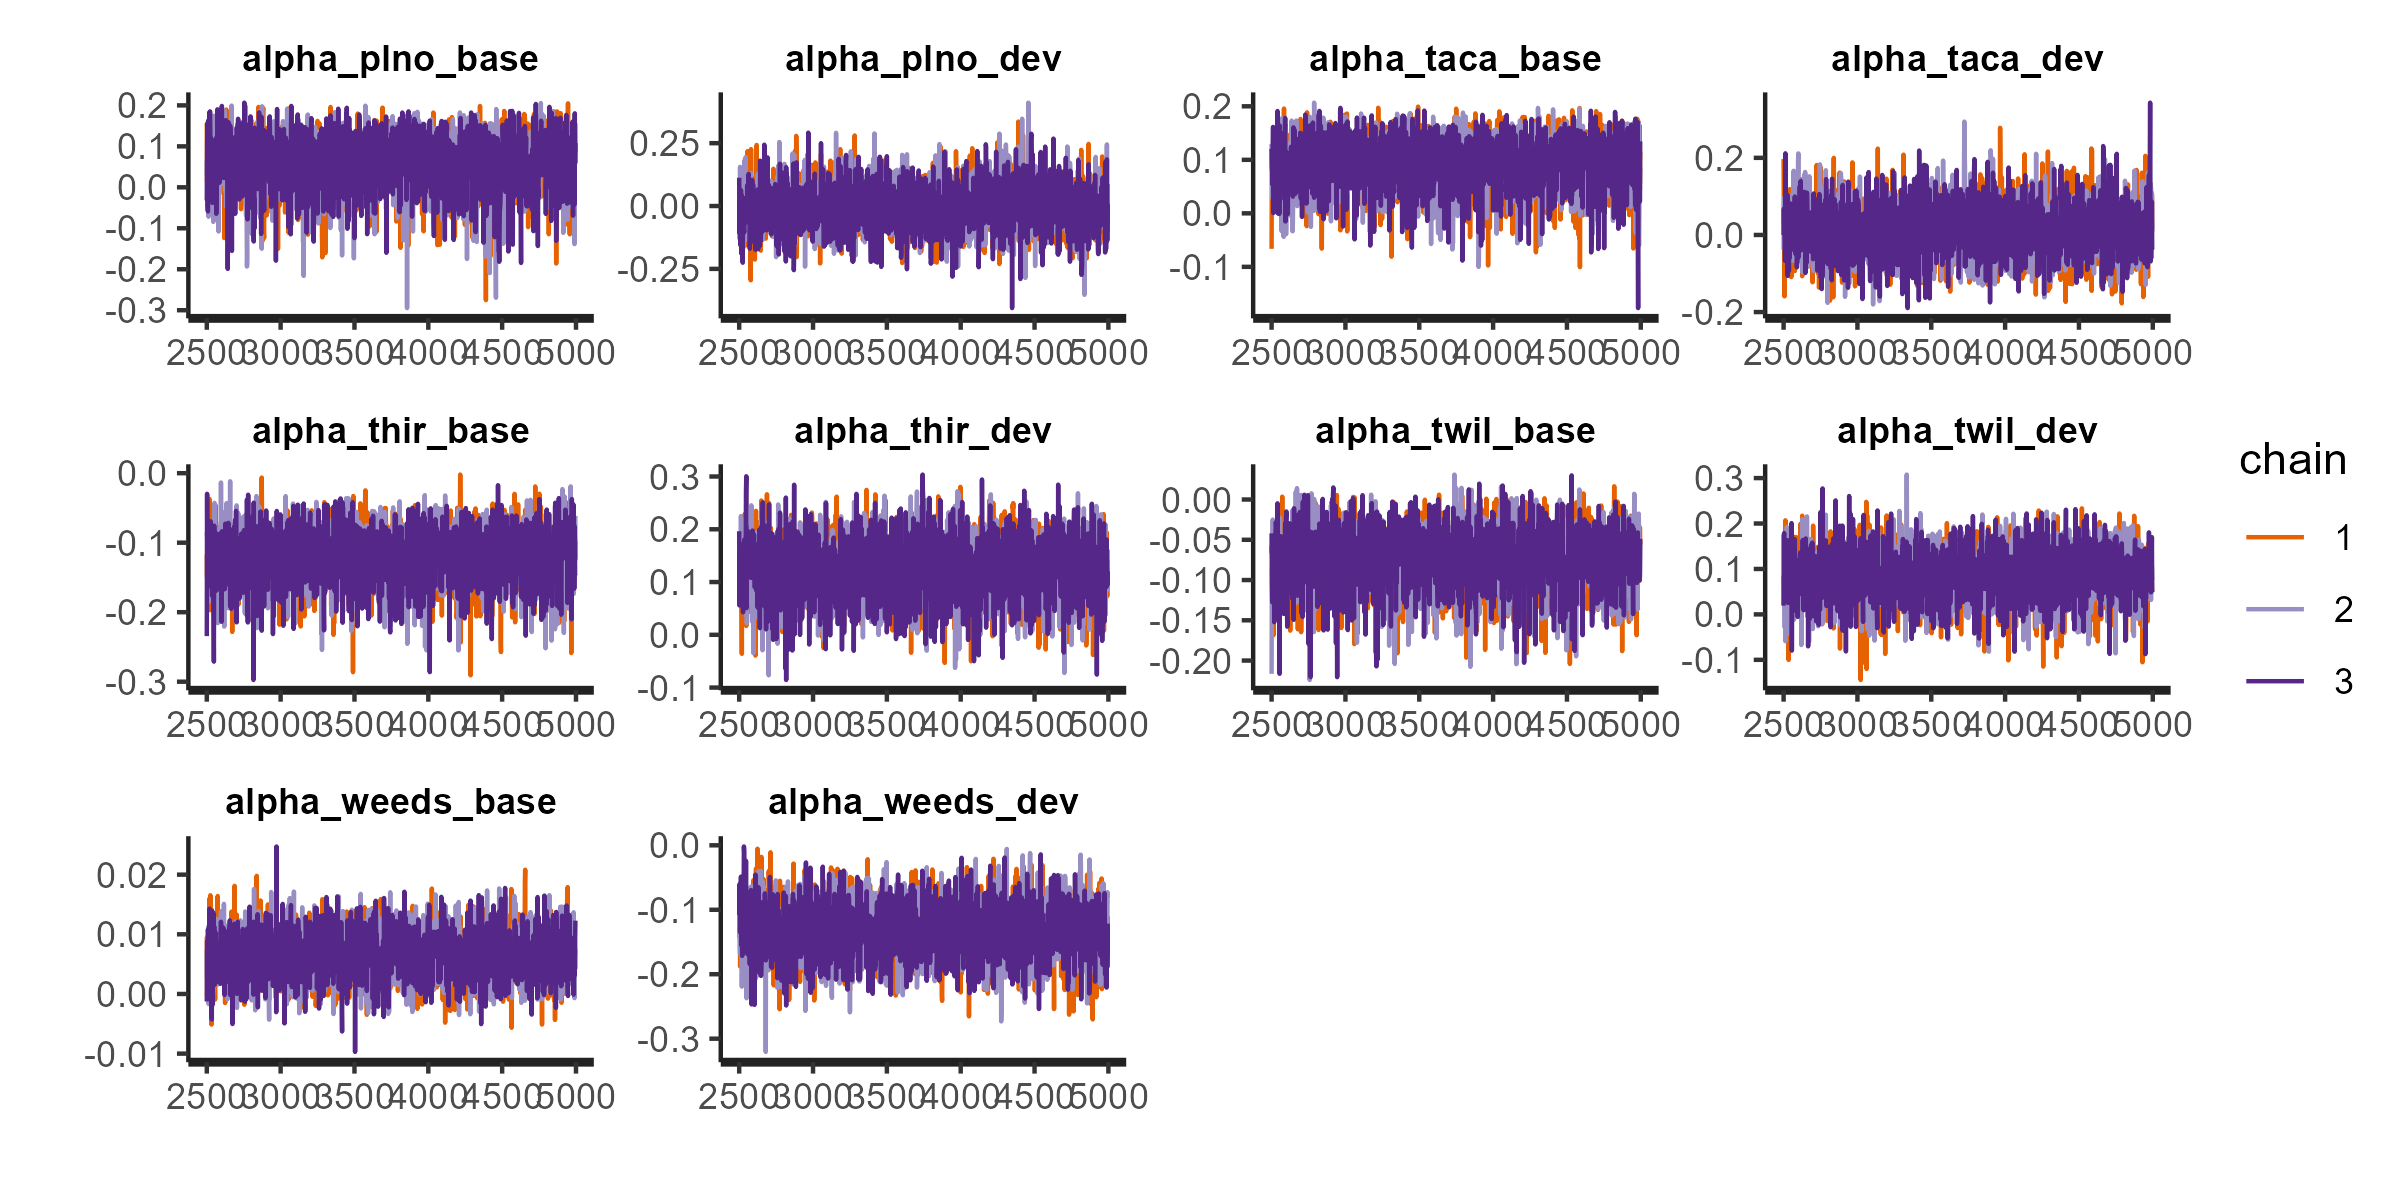 alpha_plno_base alpha_plno_dev alpha_taca_base alpha_taca_dev
0.2 0.1 0.0 -0.1 -0.2 -0.3
0.25 0.00 -0.25
0.2 0.1 0.0 -0.1
0.2 0.0 -0.2
2500 3000 3500 4000 4500 5000 2500 3000 3500 4000 4500 5000 2500 3000 3500 4000 4500 5000 2500 3000 3500 4000 4500 5000
alpha_thir_base alpha_thir_dev alpha_twil_base alpha_twil_dev
0.0 -0.1 -0.2 -0.3
0.3 0.2 0.1 0.0 -0.1
0.00 -0.05 -0.10 -0.15 -0.20
0.3 0.2 0.1 0.0 -0.1
2500 3000 3500 4000 4500 5000 2500 3000 3500 4000 4500 5000 2500 3000 3500 4000 4500 5000 2500 3000 3500 4000 4500 5000
chain
1
2
3
alpha_weeds_base alpha_weeds_dev
0.02 0.01 0.00 -0.01
0.0 -0.1 -0.2 -0.3
2500 3000 3500 4000 4500 5000 2500 3000 3500 4000 4500 5000